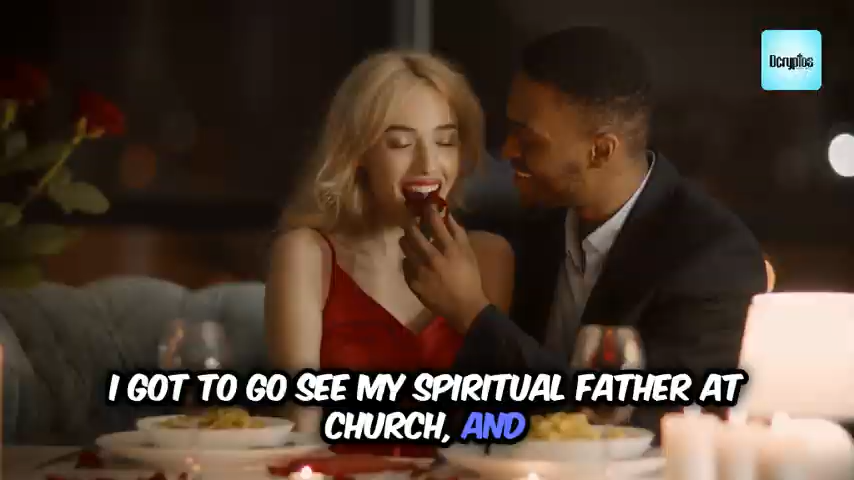 Dcryptos
I GOT TO GO SEE MY SPIRITUAL FATHER AT
CHURCH, AND